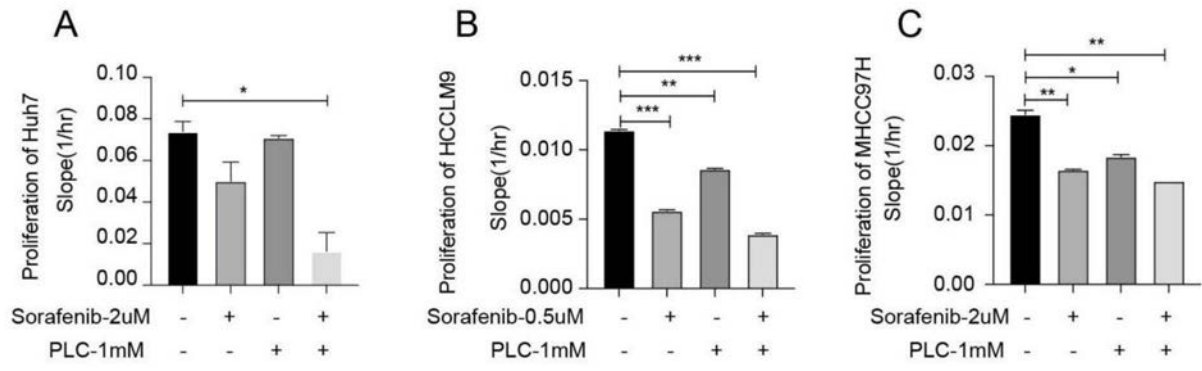 A
Proliferation of Huh7
Slope(1/hr)
0.10
0.08
0.06
0.04
0.02
0.00
*
Sorafenib-2uM - + - +
PLC-1mM - - + +
B
Proliferation of HCCLM9
Slope(1/hr)
0.015
0.010
0.005
0.000
***
**
***
Sorafenib-0.5uM - + - +
PLC-1mM - - + +
C
Proliferation of MHCC97H
Slope(1/hr)
0.03
0.02
0.01
0.00
**
*
**
Sorafenib-2uM - + - +
PLC-1mM - - + +